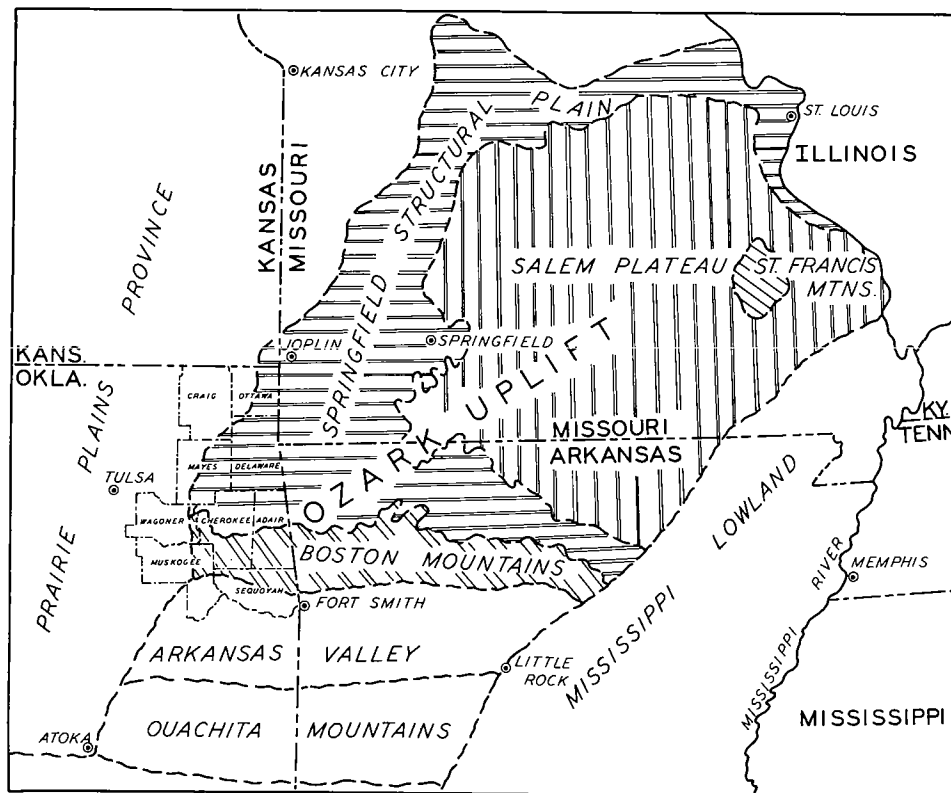 KANSAS CITY
ST. LOUIS
ILLINOIS
KANSAS
MISSOURI
SPRINGFIELD STRUCTURAL PLAIN
SALEM PLATEAU
ST. FRANCIS
MTNS.
PRAIRIE PLAINS PROVINCE
JOPLIN
SPRINGFIELD
KANS.
OKLA.
CRAIG
OTTAWA
OZARK UPLIFT
MISSOURI
ARKANSAS
KY.
TENN
MAYES
DELAWARE
TULSA
WAGONER
CHEROKEE
ADAIR
BOSTON MOUNTAINS
MUSKOGEE
SEQUOYAH
FORT SMITH
MISSISSIPPI LOWLAND
MISSISSIPPI RIVER
MEMPHIS
ARKANSAS VALLEY
LITTLE
ROCK
OUACHITA MOUNTAINS
MISSISSIPPI
ATOKA